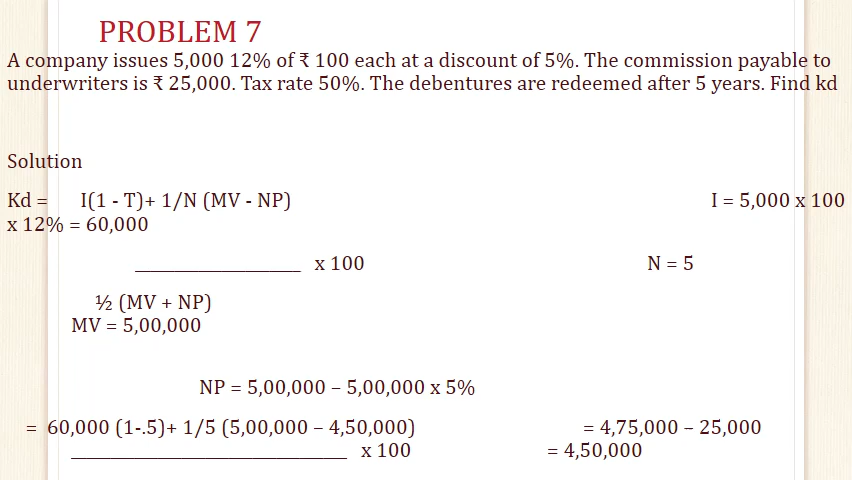 PROBLEM 7
A company issues 5,000 12% of ₹ 100 each at a discount of 5%. The commission payable to
underwriters is ₹ 25,000. Tax rate 50%. The debentures are redeemed after 5 years. Find kd
Solution
Kd = I(1 - T)+ 1/N (MV - NP) I = 5,000 x 100
x 12% = 60,000
____________________ x 100 N = 5
½ (MV + NP)
MV = 5,00,000
NP = 5,00,000 – 5,00,000 x 5%
= 60,000 (1-.5)+ 1/5 (5,00,000 – 4,50,000) = 4,75,000 – 25,000
_________________________________ x 100 = 4,50,000